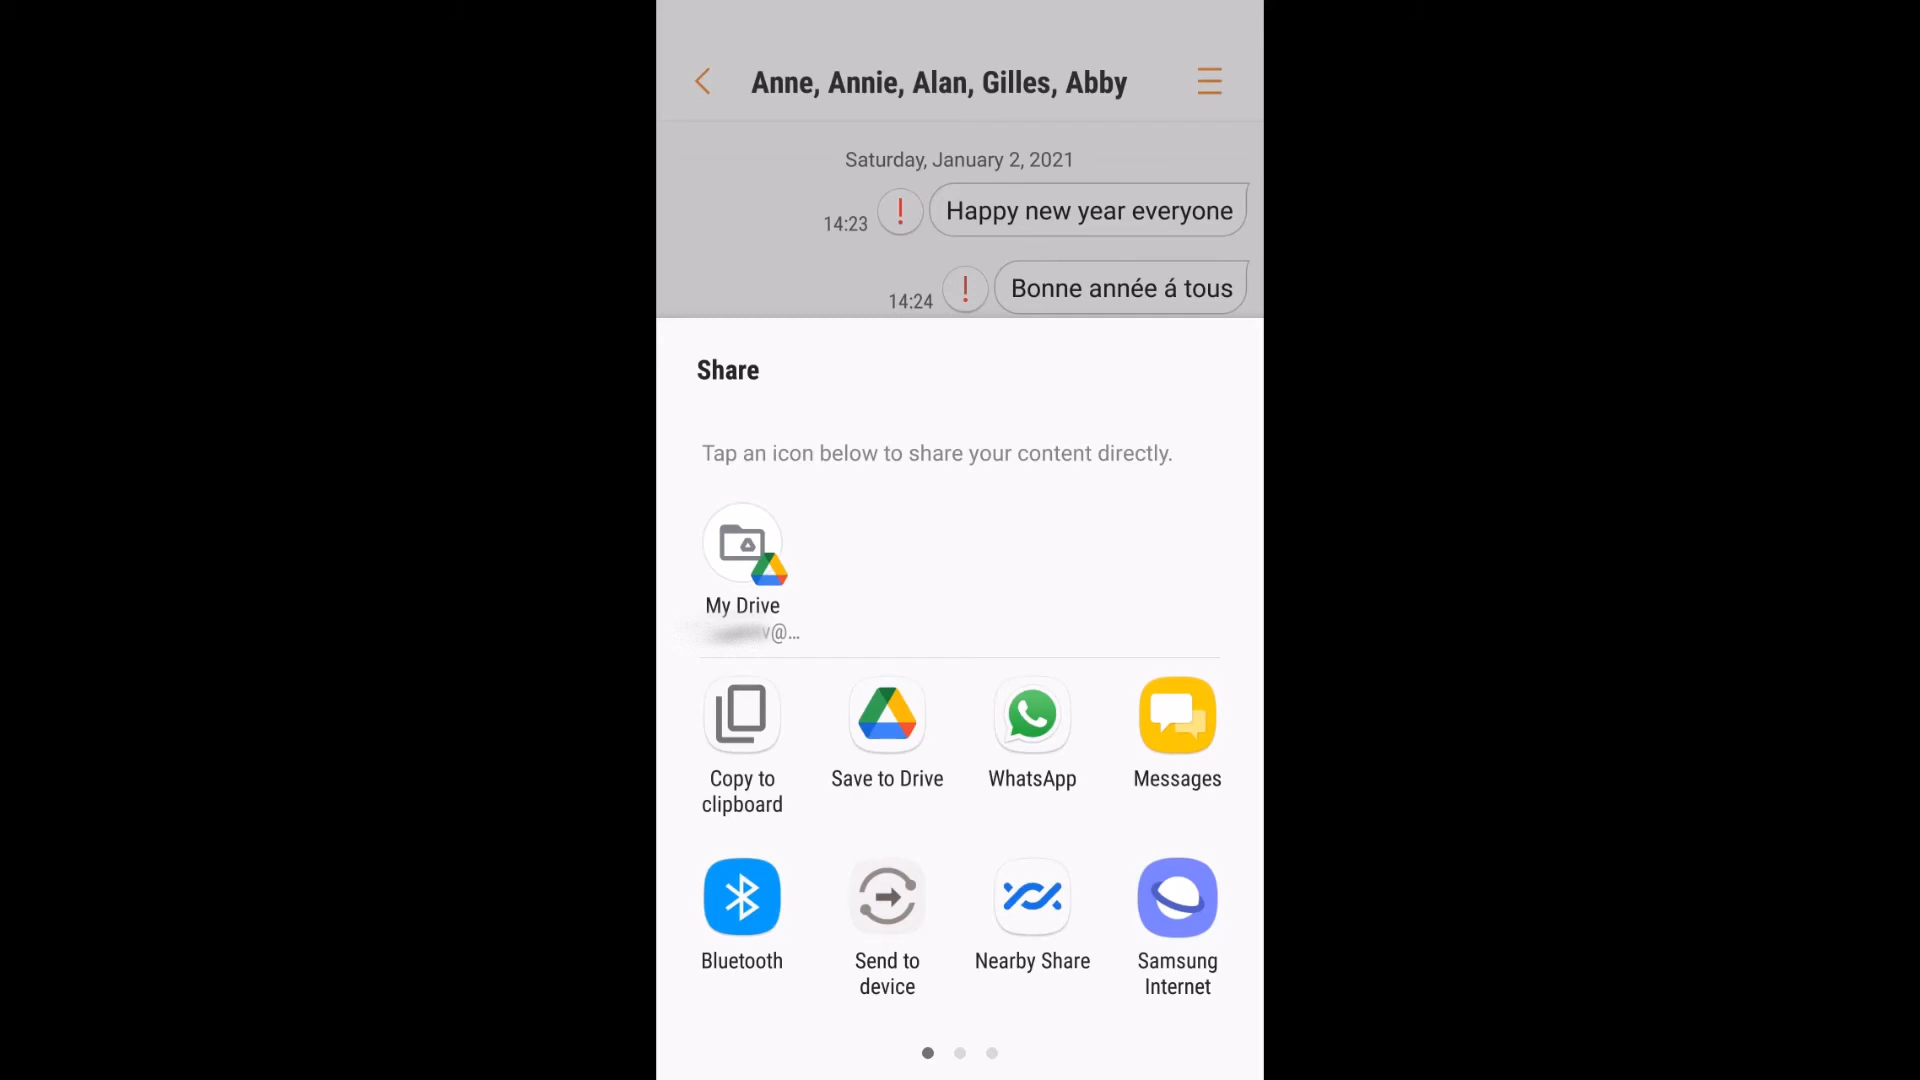 Anne, Annie, Alan, Gilles, Abby
Saturday, January 2, 2021
14:23 ! Happy new year everyone
14:24 ! Bonne année á tous
Share
Tap an icon below to share your content directly.
My Drive
v@...
Copy to clipboard
Save to Drive
WhatsApp
Messages
Bluetooth
Send to device
Nearby Share
Samsung Internet